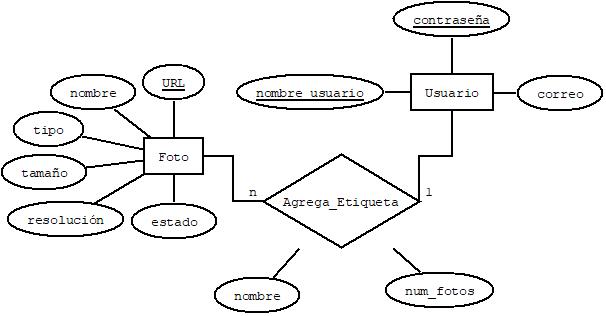 contraseña
URL
nombre
nombre usuario
Usuario
correo
tipo
Foto
tamaño
n
1
Agrega_Etiqueta
resolución
estado
nombre
num_fotos